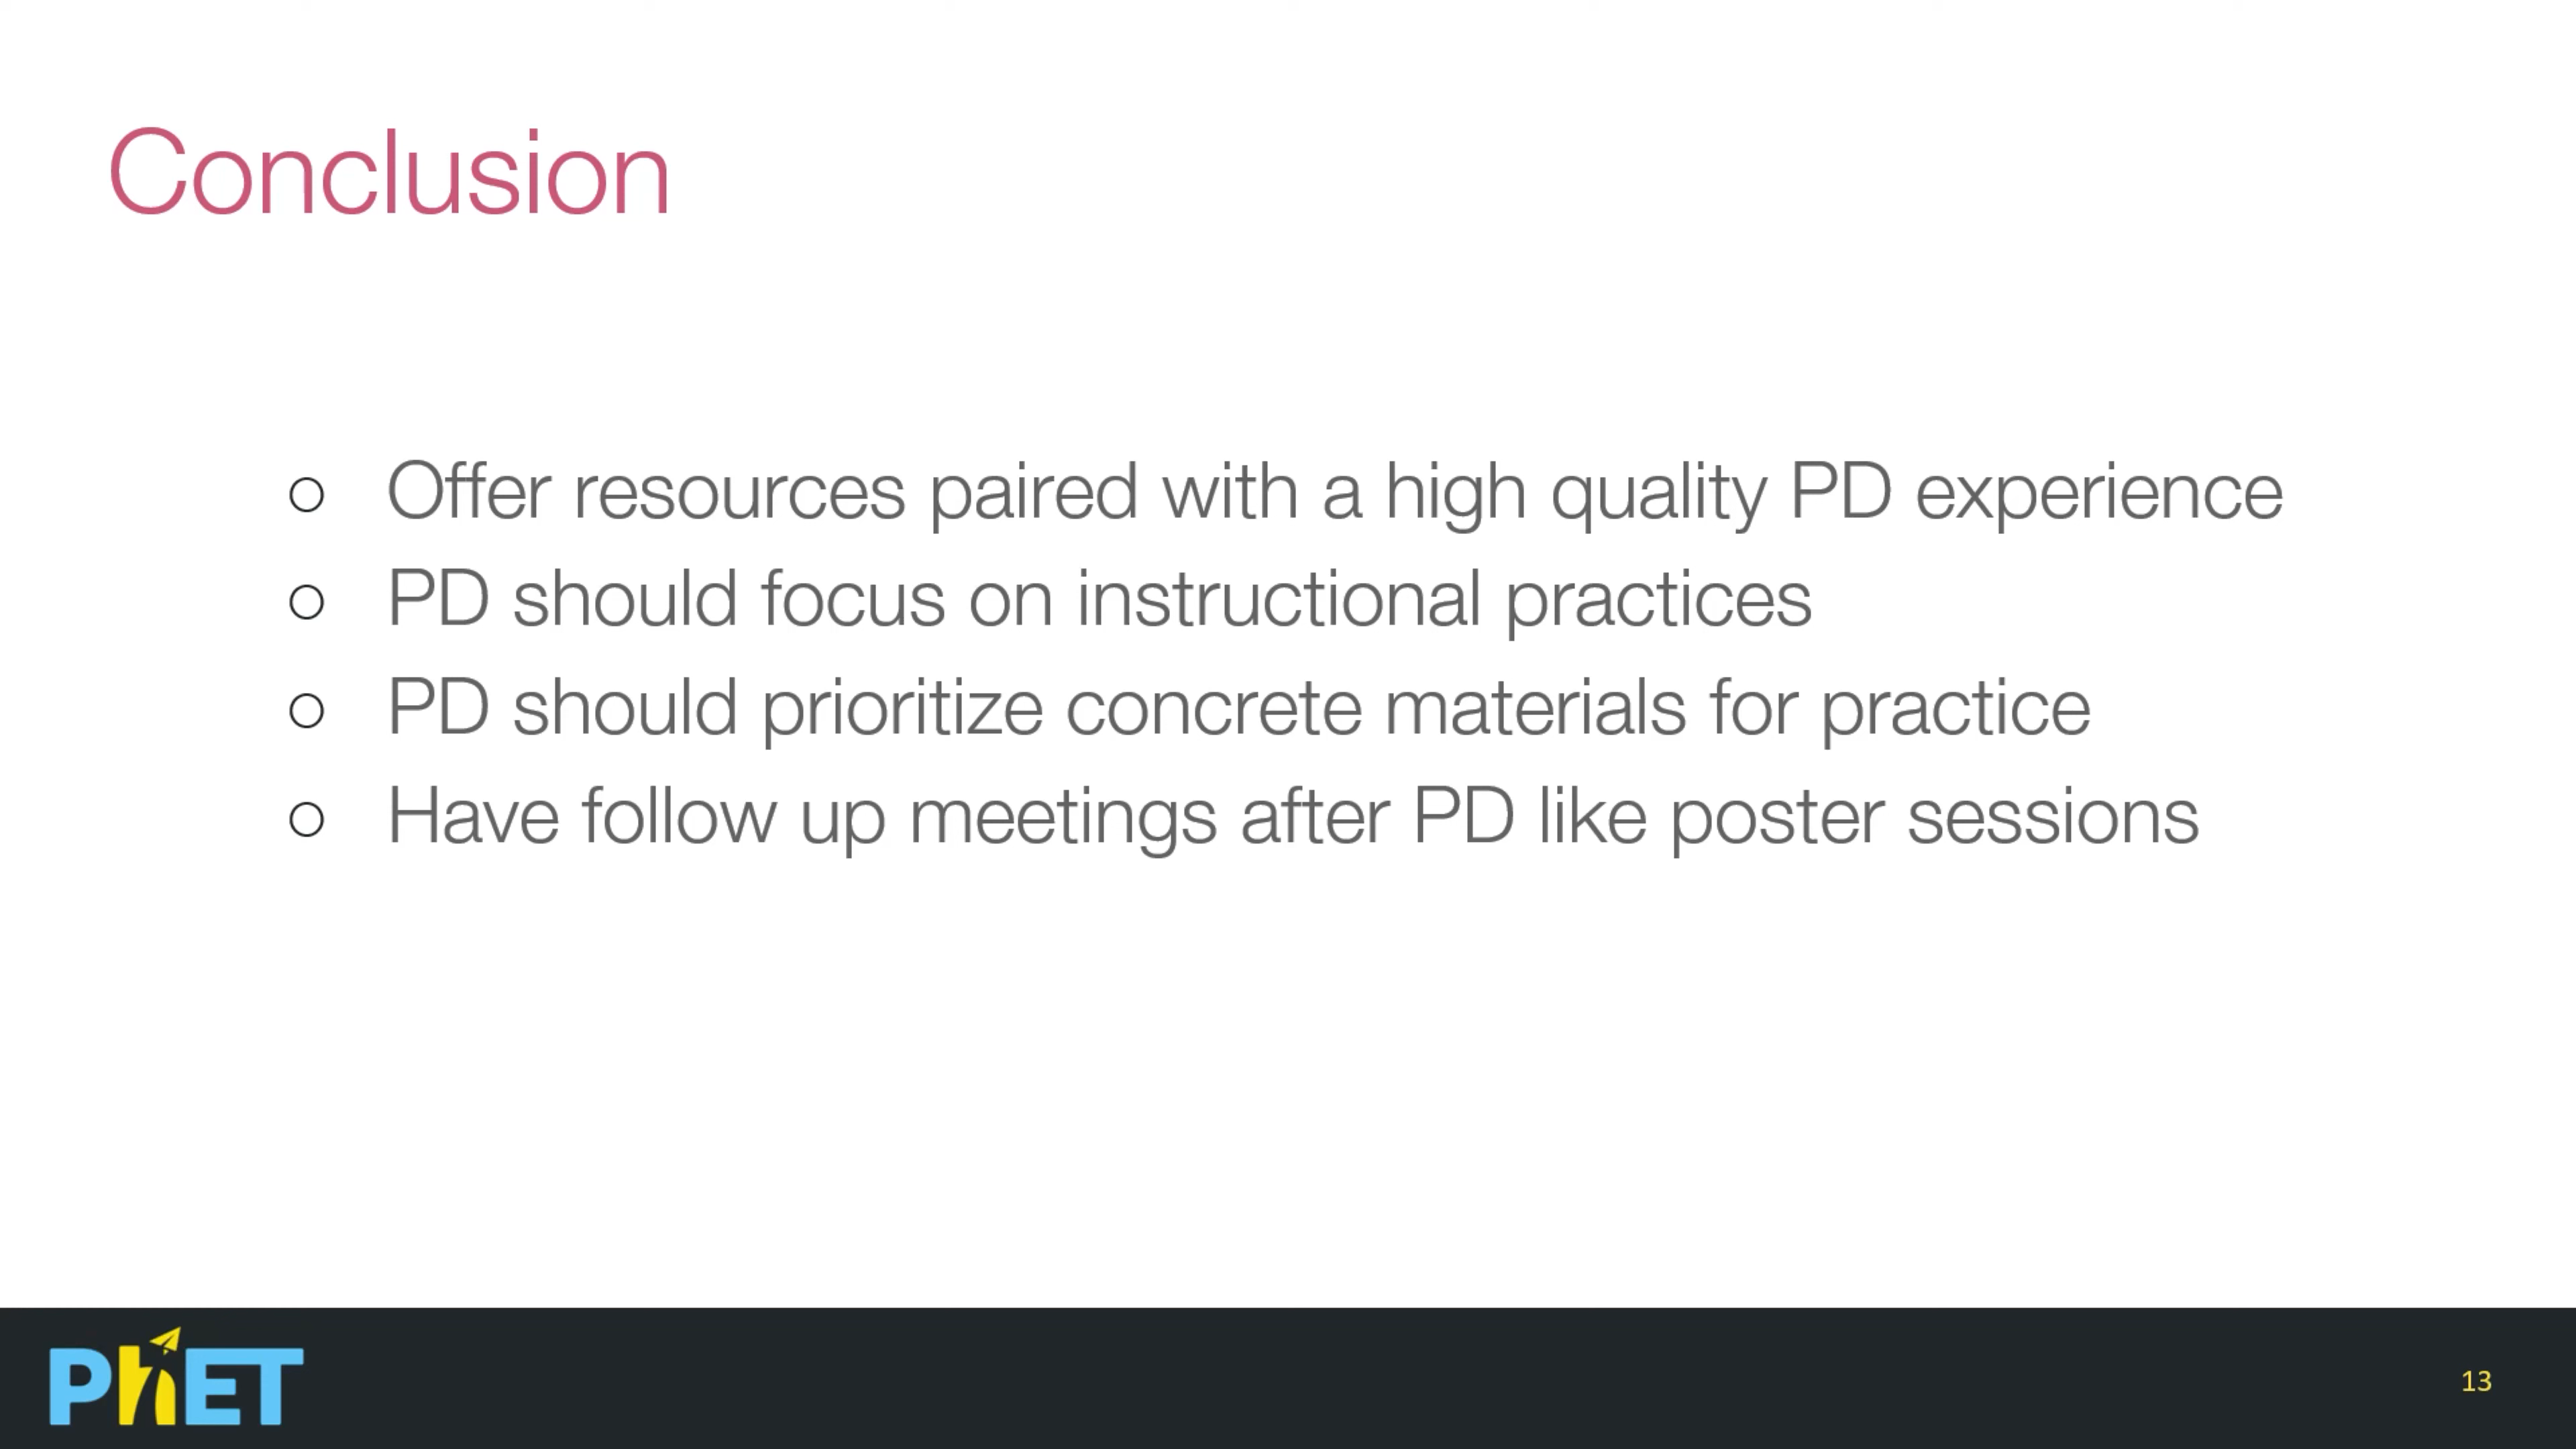 Conclusion
Offer resources paired with a high quality PD experience
PD should focus on instructional practices
PD should prioritize concrete materials for practice
Have follow up meetings after PD like poster sessions
PhET
13